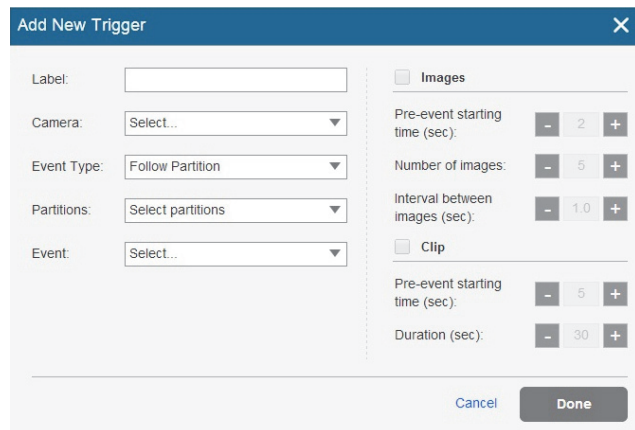 Add New Trigger
Label:
Camera: Select...
Event Type: Follow Partition
Partitions: Select partitions
Event: Select...
Images
Pre-event starting
time (sec): - 2 +
Number of images: - 5 +
Interval between
images (sec): - 1.0 +
Clip
Pre-event starting
time (sec): - 5 +
Duration (sec): - 30 +
Cancel Done